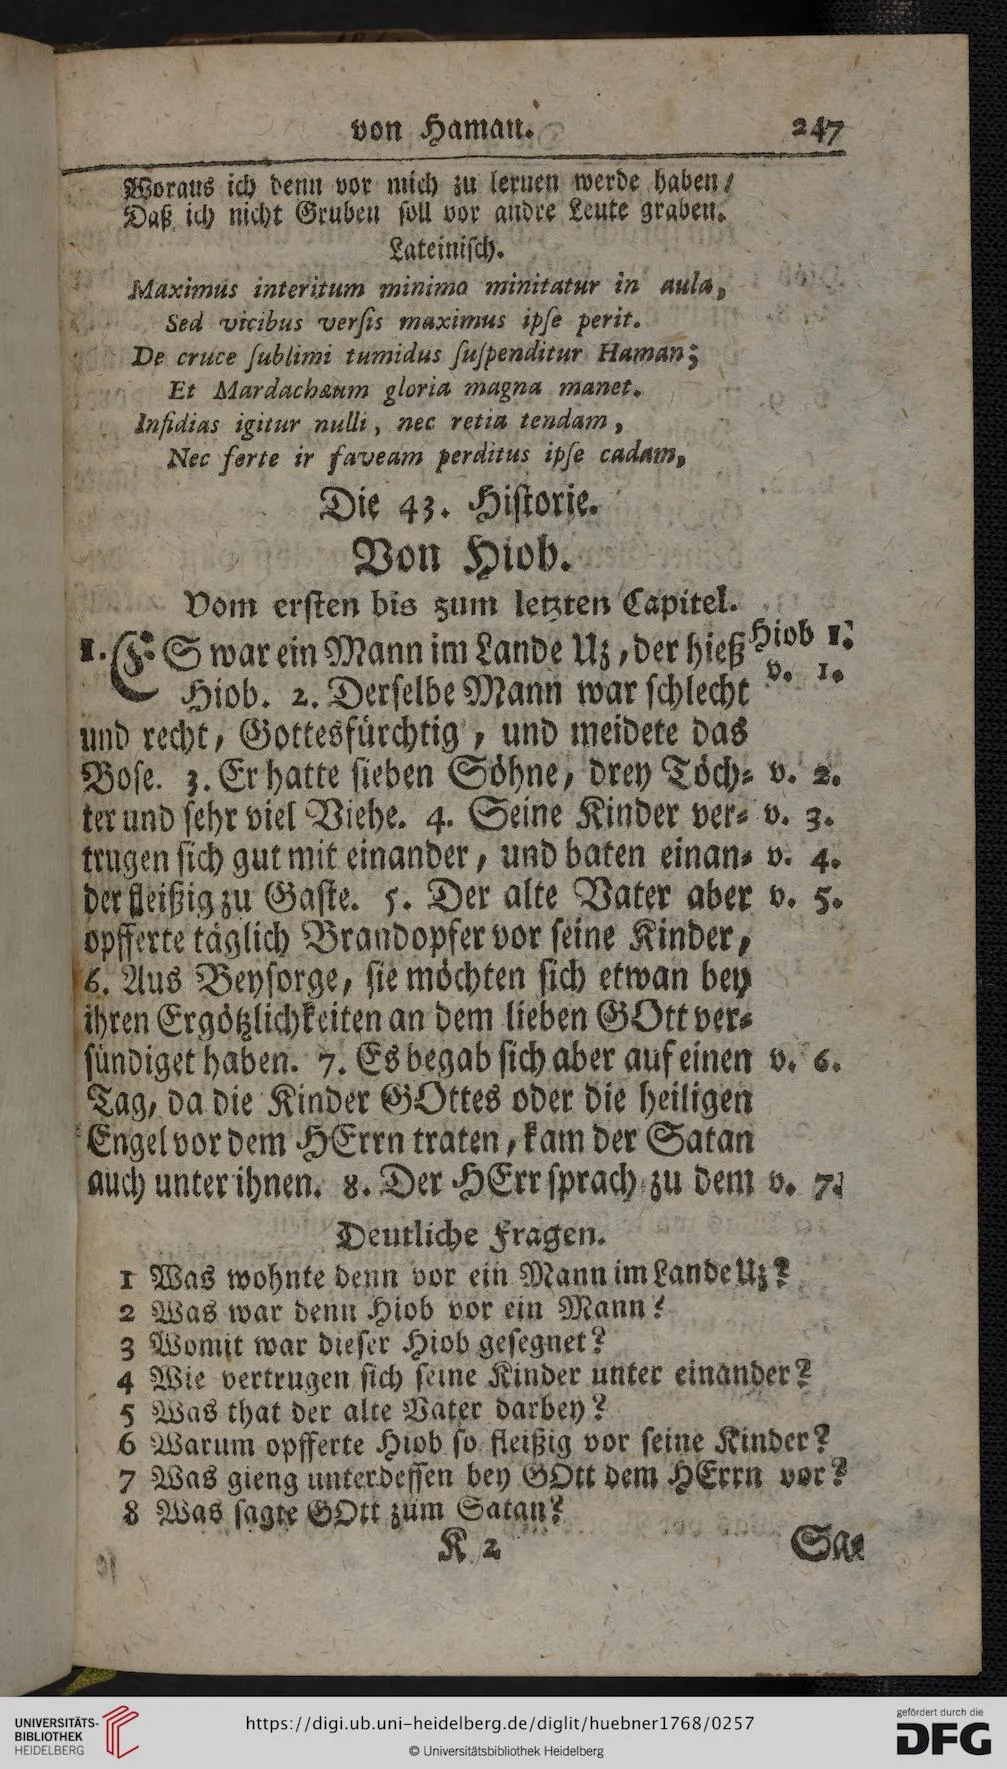 von Haman. 247
Woraus ich denn vor mich zu lernen werde haben/
Daß ich nicht Gruben soll vor andre Leute graben.
Lateinisch.
Maximus interitum minimo minitatur in aula,
Sed vicibus verſis maximus ipſe perit.
De cruce ſublimi tumidus ſuſpenditur Haman;
Et Mardachæum gloria magna manet.
Inſidias igitur nulli, nec retia tendam,
Nec forte ir faveam perditus ipſe cadam,
Die 43. Historie.
Von Hiob.
Vom ersten bis zum letzten Capitel.
1. ES war ein Mann im Lande Uz, der hieß Hiob 1.
Hiob. 2. Derselbe Mann war schlecht v. 1.
und recht, Gottesfürchtig, und meidete das
Bose. 3. Er hatte sieben Söhne, drey Töch= v. 2.
ter und sehr viel Viehe. 4. Seine Kinder ver= v. 3.
trugen sich gut mit einander, und baten einan= v. 4.
der fleißig zu Gaste. 5. Der alte Vater aber v. 5.
opfferte täglich Brandopfer vor seine Kinder,
6. Aus Beysorge, sie möchten sich etwan bey
ihren Ergötzlichkeiten an dem lieben GOtt ver=
sündiget haben. 7. Es begab sich aber auf einen v. 6.
Tag, da die Kinder GOttes oder die heiligen
Engel vor dem HErrn traten, kam der Satan
auch unter ihnen. 8. Der HErr sprach zu dem v. 7.
Deutliche Fragen.
1 Was wohnte denn vor ein Mann im Lande Uz?
2 Was war denn Hiob vor ein Mann?
3 Womit war dieser Hiob gesegnet?
4 Wie vertrugen sich seine Kinder unter einander?
5 Was that der alte Vater darbey?
6 Warum opfferte Hiob so fleißig vor seine Kinder?
7 Was gieng unterdessen bey GOtt dem HErrn vor?
8 Was sagte GOtt zum Satan?
K 2 Sa=
UNIVERSITÄTS-
BIBLIOTHEK
HEIDELBERG
https://digi.ub.uni-heidelberg.de/diglit/huebner1768/0257
© Universitätsbibliothek Heidelberg
gefördert durch die
DFG